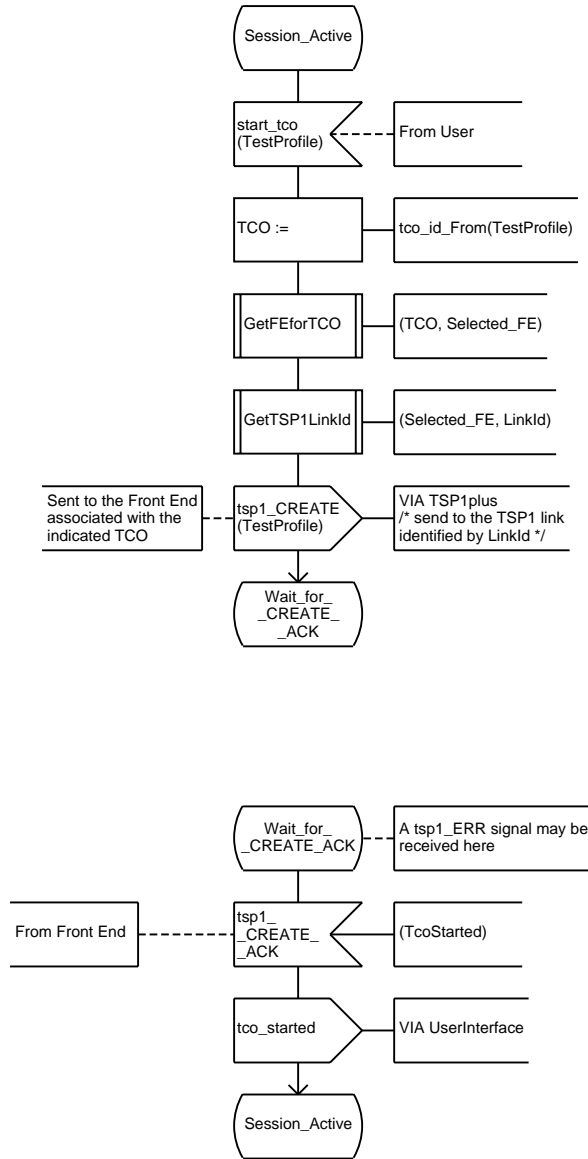 Session_Active
start_tco
(TestProfile)
From User
TCO :=
tco_id_From(TestProfile)
GetFEforTCO
(TCO, Selected_FE)
GetTSP1LinkId
(Selected_FE, LinkId)
Sent to the Front End
associated with the
indicated TCO
tsp1_CREATE
(TestProfile)
VIA TSP1plus
/* send to the TSP1 link
identified by LinkId */
Wait_for_
_CREATE_
_ACK
Wait_for_
_CREATE_ACK
A tsp1_ERR signal may be
received here
From Front End
tsp1_
_CREATE_
_ACK
(TcoStarted)
tco_started
VIA UserInterface
Session_Active